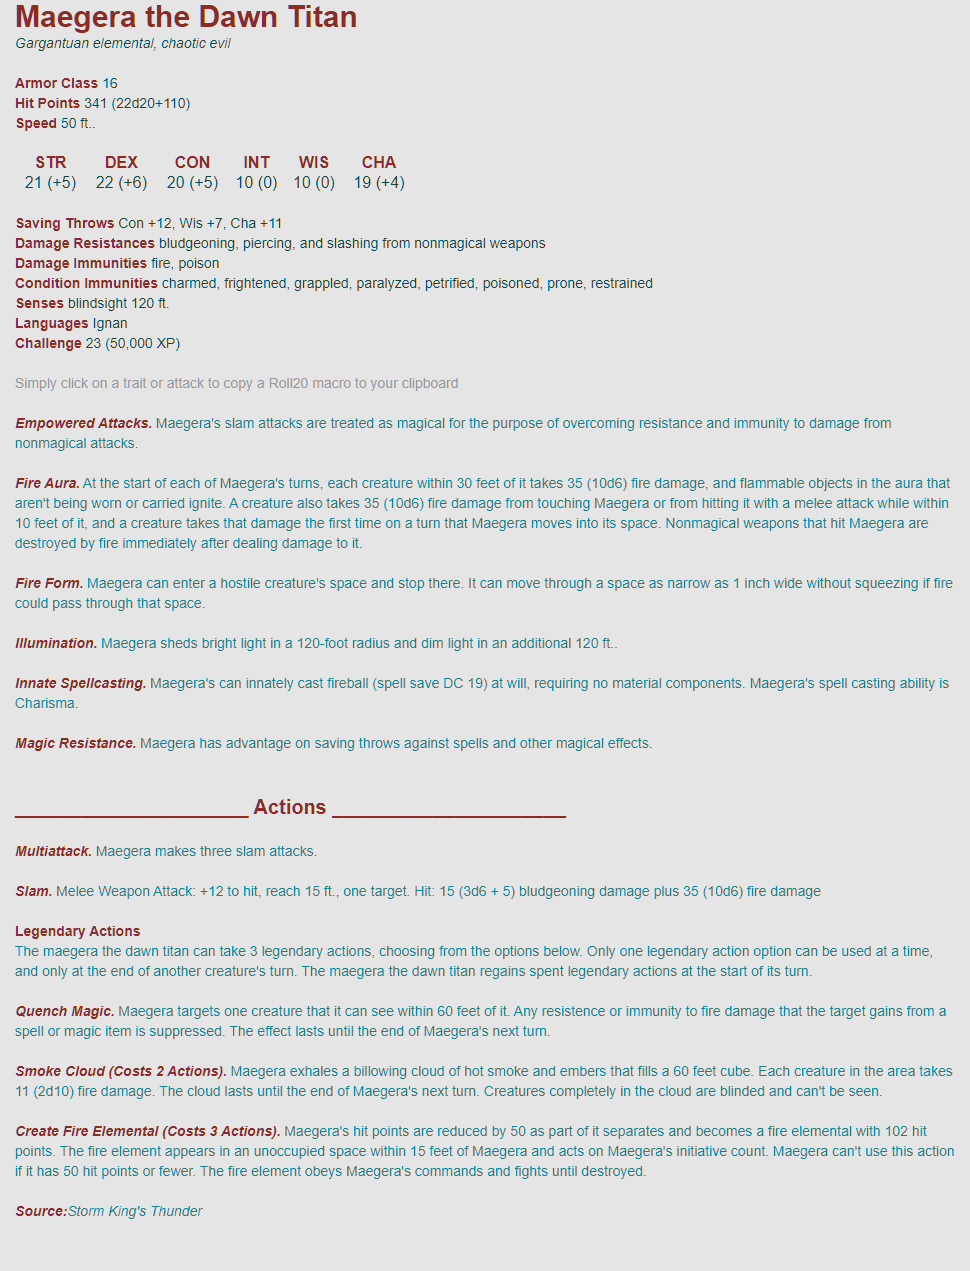 Maegera the Dawn Titan
Gargantuan elemental, chaotic evil
Armor Class 16
Hit Points 341 (22d20+110)
Speed 50 ft..
STR DEX CON INT WIS CHA
21 (+5) 22 (+6) 20 (+5) 10 (0) 10 (0) 19 (+4)
Saving Throws Con +12, Wis +7, Cha +11
Damage Resistances bludgeoning, piercing, and slashing from nonmagical weapons
Damage Immunities fire, poison
Condition Immunities charmed, frightened, grappled, paralyzed, petrified, poisoned, prone, restrained
Senses blindsight 120 ft.
Languages Ignan
Challenge 23 (50,000 XP)
Simply click on a trait or attack to copy a Roll20 macro to your clipboard
Empowered Attacks. Maegera's slam attacks are treated as magical for the purpose of overcoming resistance and immunity to damage from
nonmagical attacks.
Fire Aura. At the start of each of Maegera's turns, each creature within 30 feet of it takes 35 (10d6) fire damage, and flammable objects in the aura that
aren't being worn or carried ignite. A creature also takes 35 (10d6) fire damage from touching Maegera or from hitting it with a melee attack while within
10 feet of it, and a creature takes that damage the first time on a turn that Maegera moves into its space. Nonmagical weapons that hit Maegera are
destroyed by fire immediately after dealing damage to it.
Fire Form. Maegera can enter a hostile creature's space and stop there. It can move through a space as narrow as 1 inch wide without squeezing if fire
could pass through that space.
Illumination. Maegera sheds bright light in a 120-foot radius and dim light in an additional 120 ft..
Innate Spellcasting. Maegera's can innately cast fireball (spell save DC 19) at will, requiring no material components. Maegera's spell casting ability is
Charisma.
Magic Resistance. Maegera has advantage on saving throws against spells and other magical effects.
_____________________ Actions _____________________
Multiattack. Maegera makes three slam attacks.
Slam. Melee Weapon Attack: +12 to hit, reach 15 ft., one target. Hit: 15 (3d6 + 5) bludgeoning damage plus 35 (10d6) fire damage
Legendary Actions
The maegera the dawn titan can take 3 legendary actions, choosing from the options below. Only one legendary action option can be used at a time,
and only at the end of another creature's turn. The maegera the dawn titan regains spent legendary actions at the start of its turn.
Quench Magic. Maegera targets one creature that it can see within 60 feet of it. Any resistence or immunity to fire damage that the target gains from a
spell or magic item is suppressed. The effect lasts until the end of Maegera's next turn.
Smoke Cloud (Costs 2 Actions). Maegera exhales a billowing cloud of hot smoke and embers that fills a 60 feet cube. Each creature in the area takes
11 (2d10) fire damage. The cloud lasts until the end of Maegera's next turn. Creatures completely in the cloud are blinded and can't be seen.
Create Fire Elemental (Costs 3 Actions). Maegera's hit points are reduced by 50 as part of it separates and becomes a fire elemental with 102 hit
points. The fire element appears in an unoccupied space within 15 feet of Maegera and acts on Maegera's initiative count. Maegera can't use this action
if it has 50 hit points or fewer. The fire element obeys Maegera's commands and fights until destroyed.
Source:Storm King's Thunder